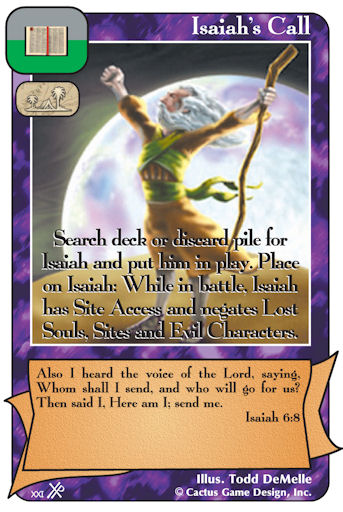 Isaiah's Call
Search deck or discard pile for
Isaiah and put him in play. Place
on Isaiah: While in battle, Isaiah
has Site Access and negates Lost
Souls, Sites and Evil Characters.
Also I heard the voice of the Lord, saying,
Whom shall I send, and who will go for us?
Then said I, Here am I; send me.
Isaiah 6:8
XXI
Illus. Todd DeMelle
© Cactus Game Design, Inc.